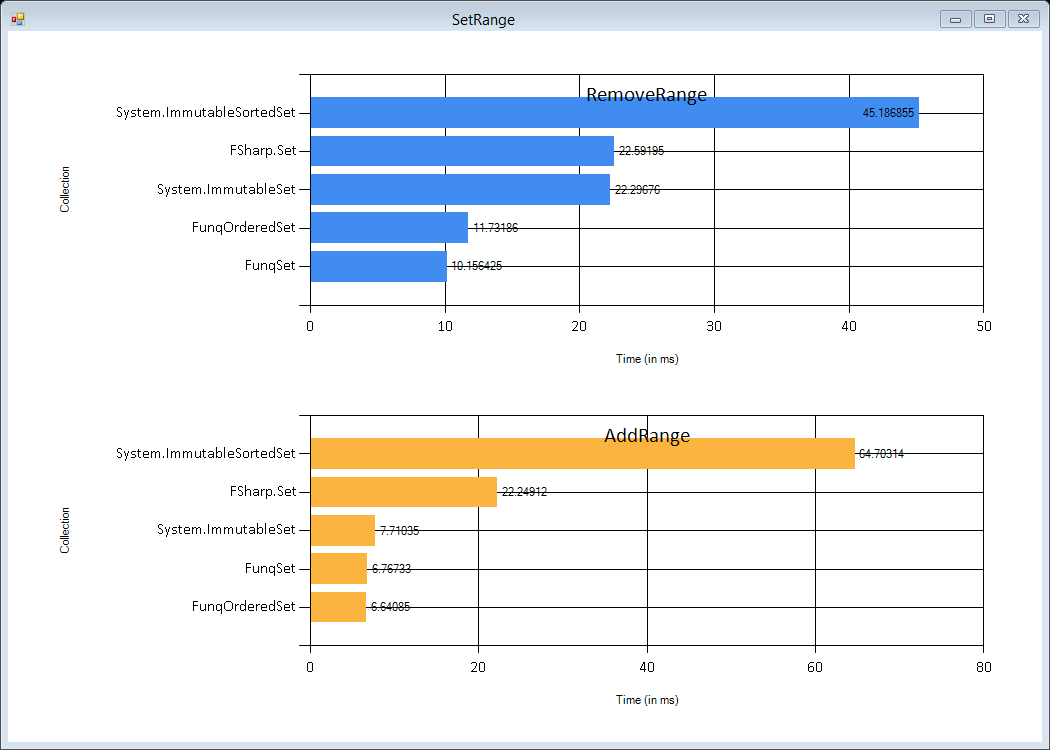 SetRange
RemoveRange
System.ImmutableSortedSet
45.186855
FSharp.Set
22.59195
System.ImmutableSet
22.29676
FunqOrderedSet
11.73186
FunqSet
10.156425
Collection
0 10 20 30 40 50
Time (in ms)
AddRange
System.ImmutableSortedSet
64.70314
FSharp.Set
22.24912
System.ImmutableSet
7.71035
FunqSet
6.76733
FunqOrderedSet
6.64085
Collection
0 20 40 60 80
Time (in ms)